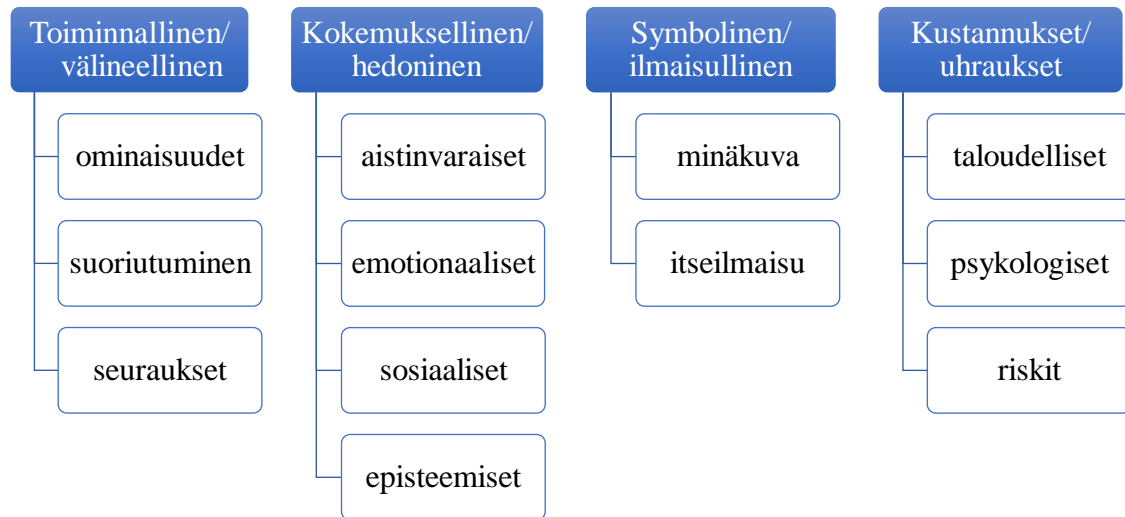 Toiminnallinen/
välineellinen
ominaisuudet
suoriutuminen
seuraukset
Kokemuksellinen/
hedoninen
aistinvaraiset
emotionaaliset
sosiaaliset
episteemiset
Symbolinen/
ilmaisullinen
minäkuva
itseilmaisu
Kustannukset/
uhraukset
taloudelliset
psykologiset
riskit